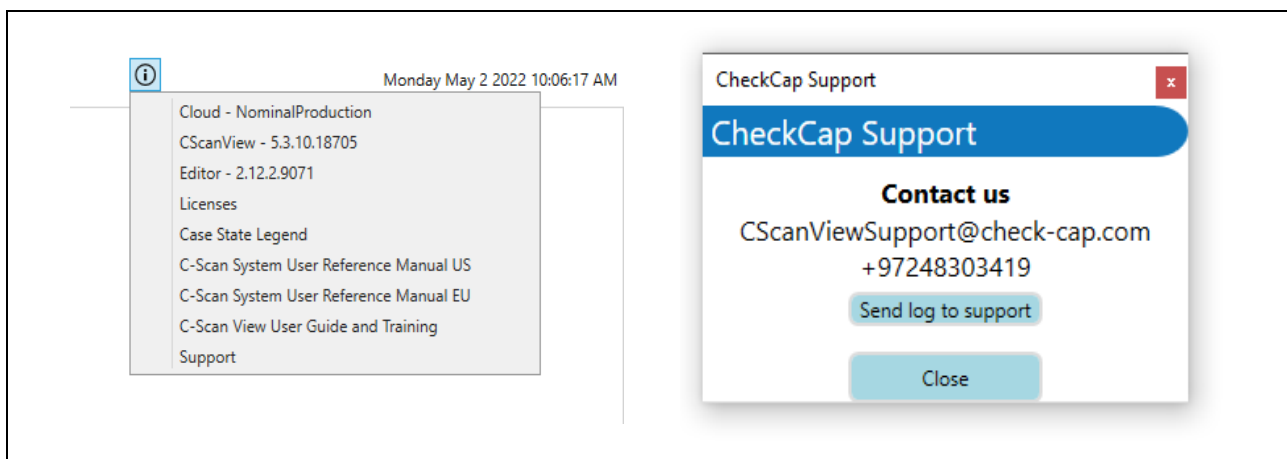 Monday May 2 2022 10:06:17 AM
Cloud - NominalProduction
CScanView - 5.3.10.18705
Editor - 2.12.2.9071
Licenses
Case State Legend
C-Scan System User Reference Manual US
C-Scan System User Reference Manual EU
C-Scan View User Guide and Training
Support
CheckCap Support
x
CheckCap Support
Contact us
CScanViewSupport@check-cap.com
+97248303419
Send log to support
Close